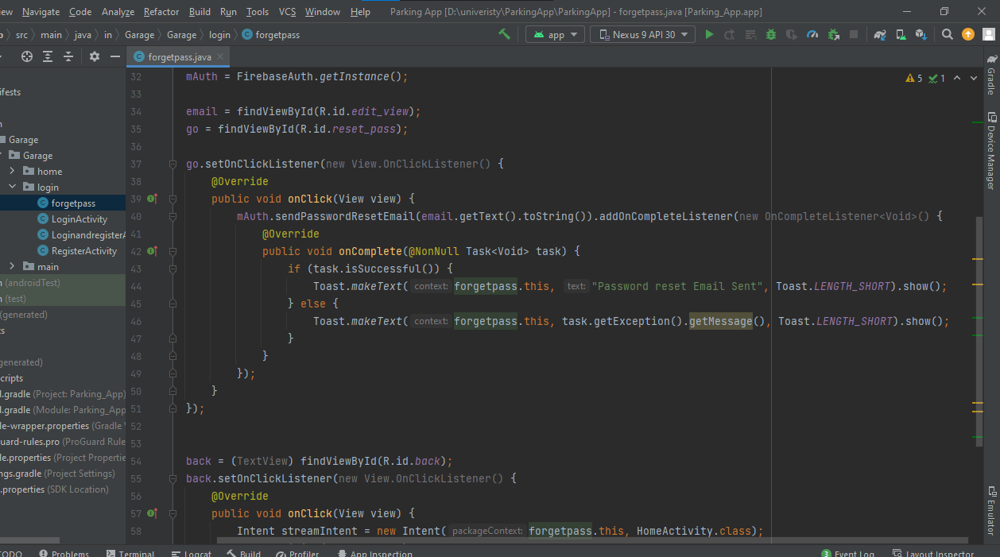 iew Navigate Code Analyze Refactor Build Run Tools VCS Window Help Parking App [D:\univeristy\ParkingApp\ParkingApp] - forgetpass.java [Parking_App.app]
src main java in Garage Garage login forgetpass app Nexus 9 API 30
forgetpass.java
32 mAuth = FirebaseAuth.getInstance(); 5 1
33
34 email = findViewById(R.id.edit_view);
35 go = findViewById(R.id.reset_pass);
36
37 go.setOnClickListener(new View.OnClickListener() {
38 @Override
39 public void onClick(View view) {
40 mAuth.sendPasswordResetEmail(email.getText().toString()).addOnCompleteListener(new OnCompleteListener<Void>() {
41 @Override
42 public void onComplete(@NonNull Task<Void> task) {
43 if (task.isSuccessful()) {
44 Toast.makeText( context: forgetpass.this, text: "Password reset Email Sent", Toast.LENGTH_SHORT).show();
45 } else {
46 Toast.makeText( context: forgetpass.this, task.getException().getMessage(), Toast.LENGTH_SHORT).show();
47 }
48 }
49 });
50 }
51 });
52
53
54 back = (TextView) findViewById(R.id.back);
55 back.setOnClickListener(new View.OnClickListener() {
56 @Override
57 public void onClick(View view) {
58 Intent streamIntent = new Intent( packageContext: forgetpass.this, HomeActivity.class);
ifests
Garage
Garage
home
login
forgetpass
LoginActivity
LoginandregisterA
RegisterActivity
main
(androidTest)
(test)
(generated)
ts
generated)
cripts
d.gradle (Project: Parking_App)
d.gradle (Module: Parking_App
le-wrapper.properties (Gradle V
uard-rules.pro (ProGuard Rule
le.properties (Project Propertie
ngs.gradle (Project Settings)
.properties (SDK Location)
Gradle
Device Manager
Emulator
ODO Problems Terminal Logcat Build Profiler App Inspection 3 Event Log Layout Inspector